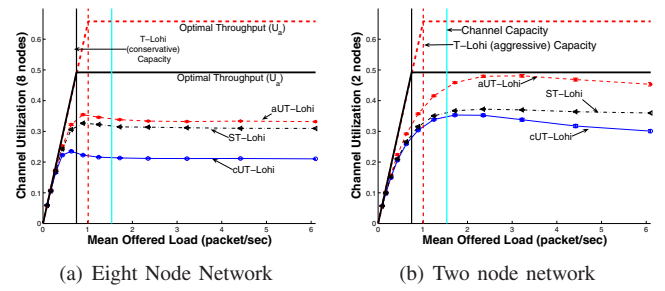 (a)
Channel Utilization (8 nodes)
0.6
0.5
0.4
0.3
0.2
0.1
0
Optimal Throughput (Ua)
T-Lohi
(conservative)
Capacity
Optimal Throughput (Ua)
aUT-Lohi
ST-Lohi
cUT-Lohi
0 1 2 3 4 5 6
Mean Offered Load (packet/sec)
(a) Eight Node Network
(b)
Channel Utilization (2 nodes)
0.6
0.5
0.4
0.3
0.2
0.1
0
Channel Capacity
T-Lohi (aggressive) Capacity
aUT-Lohi
ST-Lohi
cUT-Lohi
0 1 2 3 4 5 6
Mean Offered Load (packet/sec)
(b) Two node network